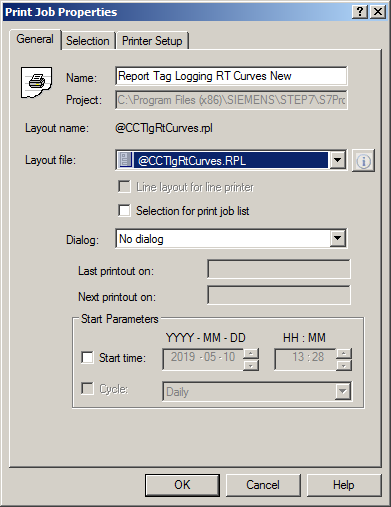 Print Job Properties
General Selection Printer Setup
Name: Report Tag Logging RT Curves New
Project: C:\Program Files (x86)\SIEMENS\STEP7\S7Pro
Layout name: @CCTlgRtCurves.rpl
Layout file: @CCTlgRtCurves.RPL
Line layout for line printer
Selection for print job list
Dialog: No dialog
Last printout on:
Next printout on:
Start Parameters
YYYY - MM - DD HH : MM
Start time: 2019 - 05 - 10 13 : 28
Cycle: Daily
OK Cancel Help